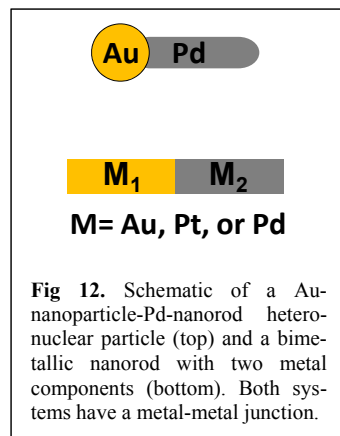 Au Pd
M₁ M₂
M= Au, Pt, or Pd
Fig 12. Schematic of a Au-
nanoparticle-Pd-nanorod hetero-
nuclear particle (top) and a bime-
tallic nanorod with two metal
components (bottom). Both sys-
tems have a metal-metal junction.